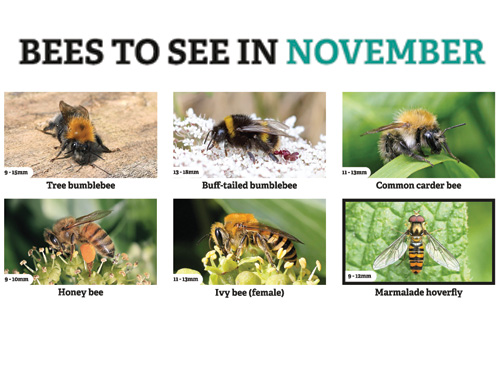 BEES TO SEE IN NOVEMBER
9 - 15mm
13 - 18mm
11 - 13mm
Tree bumblebee
Buff-tailed bumblebee
Common carder bee
9 - 10mm
11 - 13mm
9 - 12mm
Honey bee
Ivy bee (female)
Marmalade hoverfly